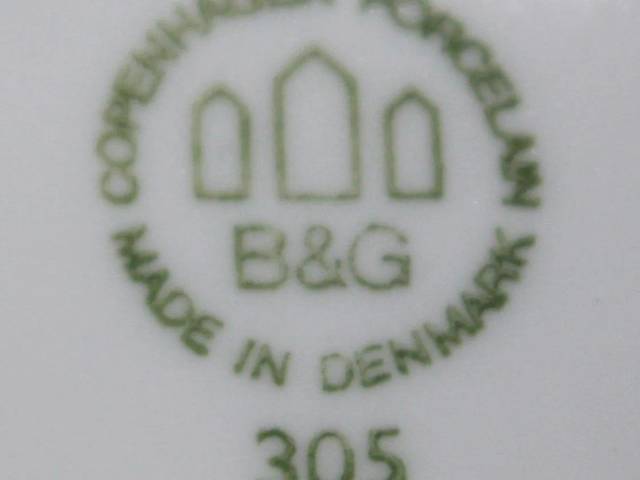 COPENHAGEN PORCELAIN
B&G
MADE IN DENMARK
305